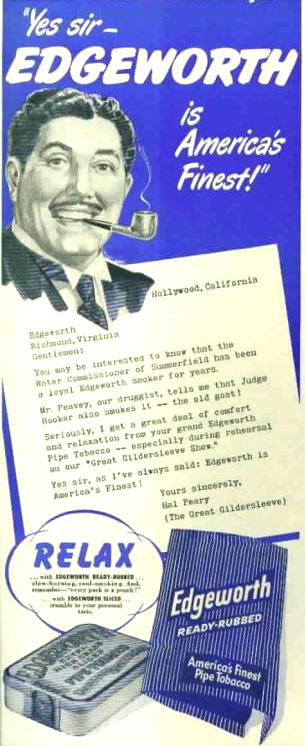 "Yes sir –
EDGEWORTH
is
America's
Finest!"
Hollywood, California
Edgeworth
Richmond, Virginia
Gentlemen:
You may be interested to know that the
Water Commissioner of Summerfield has been
a loyal Edgeworth smoker for years.
Mr. Peavey, our druggist, tells me that Judge
Hooker also smokes it -- the old goat!
Seriously, I get a great deal of comfort
and relaxation from your grand Edgeworth
Pipe Tobacco -- especially during rehearsal
on our "Great Gildersleeve Show."
Yes sir, as I've always said: Edgeworth is
America's Finest!
Yours sincerely,
Hal Peary
(The Great Gildersleeve)
RELAX
...with EDGEWORTH READY-RUBBED...
slow-burning, cool-smoking. And,
remember—"every pack is a pouch!"
...with EDGEWORTH SLICED...
crumble to your personal
taste.
Edgeworth
READY-RUBBED
America's Finest
Pipe Tobacco